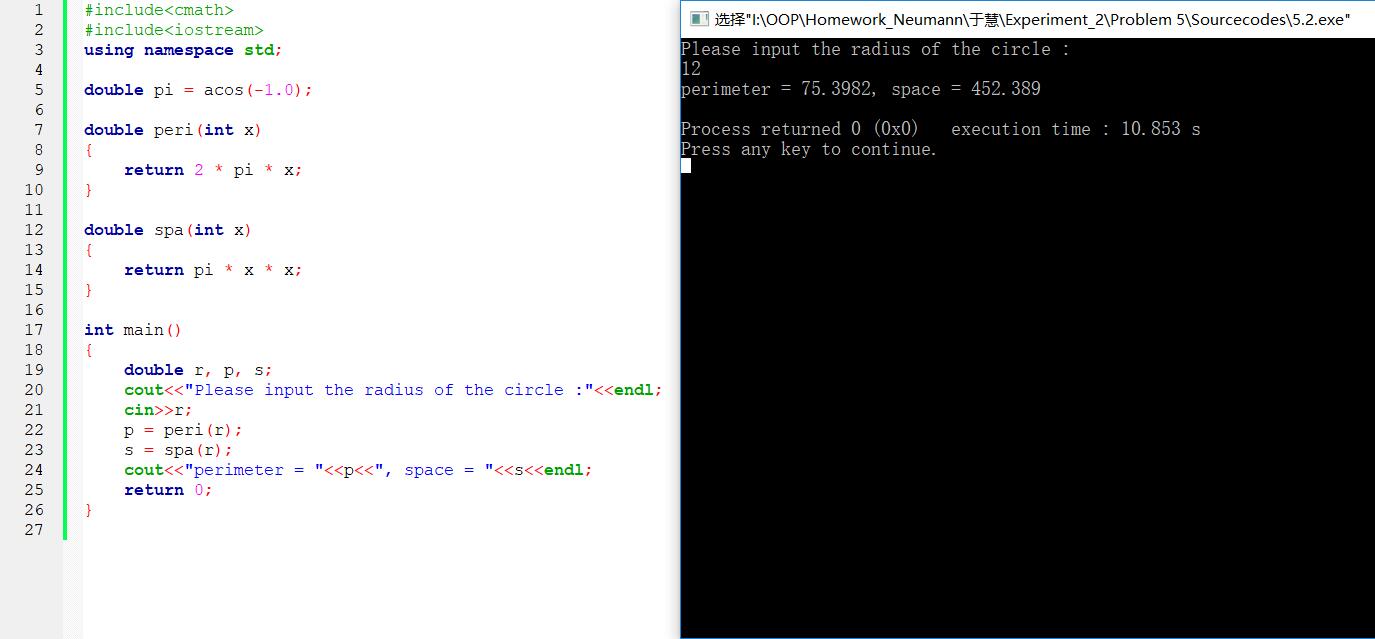 1 #include<cmath>
2 #include<iostream>
3 using namespace std;
4
5 double pi = acos(-1.0);
6
7 double peri(int x)
8 {
9     return 2 * pi * x;
10 }
11
12 double spa(int x)
13 {
14     return pi * x * x;
15 }
16
17 int main()
18 {
19     double r, p, s;
20     cout<<"Please input the radius of the circle :"<<endl;
21     cin>>r;
22     p = peri(r);
23     s = spa(r);
24     cout<<"perimeter = "<<p<<", space = "<<s<<endl;
25     return 0;
26 }
27
选择"I:\OOP\Homework_Neumann\于慧\Experiment_2\Problem 5\Sourcecodes\5.2.exe"
Please input the radius of the circle :
12
perimeter = 75.3982, space = 452.389
Process returned 0 (0x0)   execution time : 10.853 s
Press any key to continue.